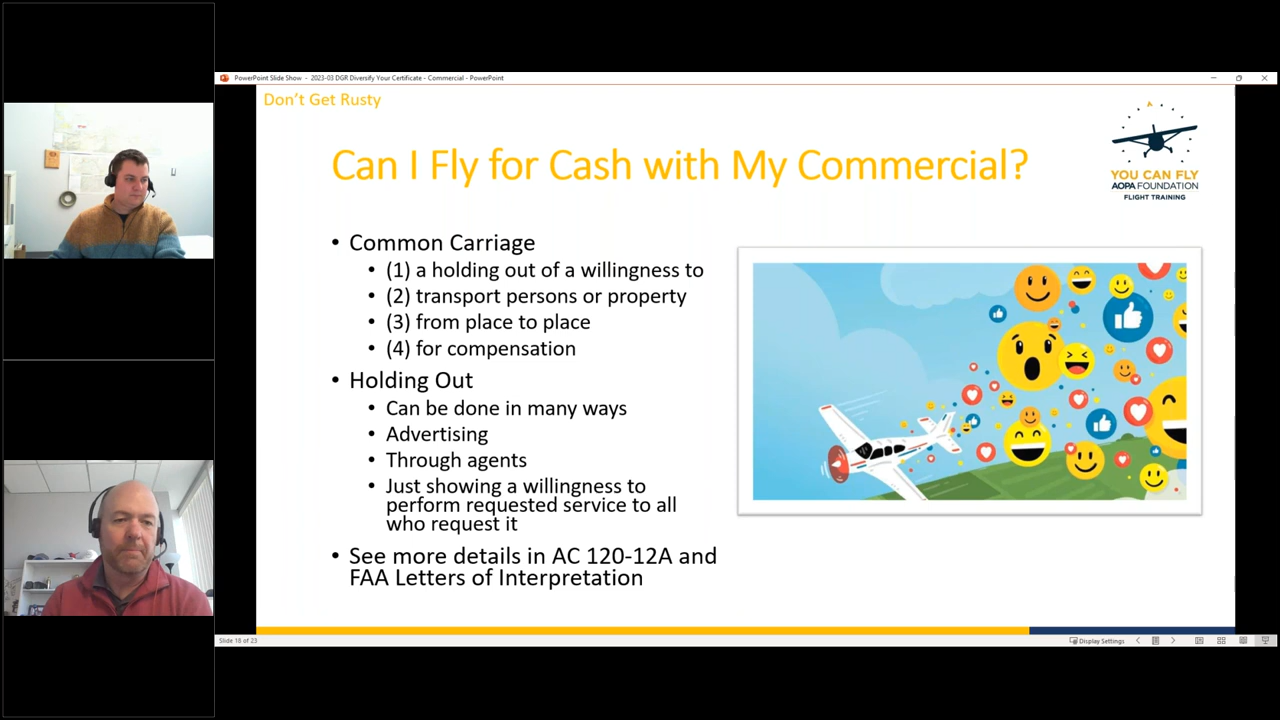 PowerPoint Slide Show - 2023-03 DGR Diversify Your Certificate - Commercial - PowerPoint
Don't Get Rusty
Can I Fly for Cash with My Commercial?
YOU CAN FLY
AOPA FOUNDATION
FLIGHT TRAINING
• Common Carriage
• (1) a holding out of a willingness to
• (2) transport persons or property
• (3) from place to place
• (4) for compensation
• Holding Out
• Can be done in many ways
• Advertising
• Through agents
• Just showing a willingness to
perform requested service to all
who request it
• See more details in AC 120-12A and
FAA Letters of Interpretation
Slide 18 of 23
Display Settings